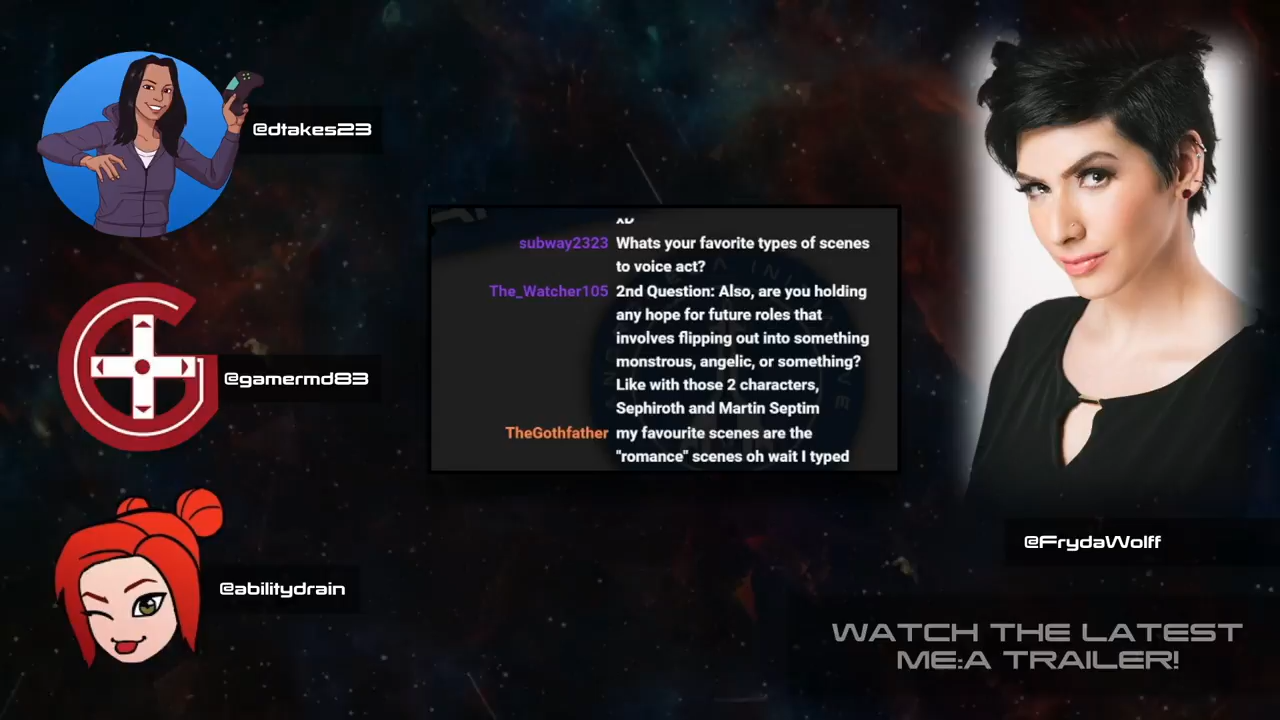 @dtakes23
@gamermd83
@abilitydrain
XD
subway2323 Whats your favorite types of scenes
to voice act?
The_Watcher105 2nd Question: Also, are you holding
any hope for future roles that
involves flipping out into something
monstrous, angelic, or something?
Like with those 2 characters,
Sephiroth and Martin Septim
TheGothfather my favourite scenes are the
"romance" scenes oh wait I typed
@FrydaWolff
WATCH THE LATEST
ME:A TRAILER!